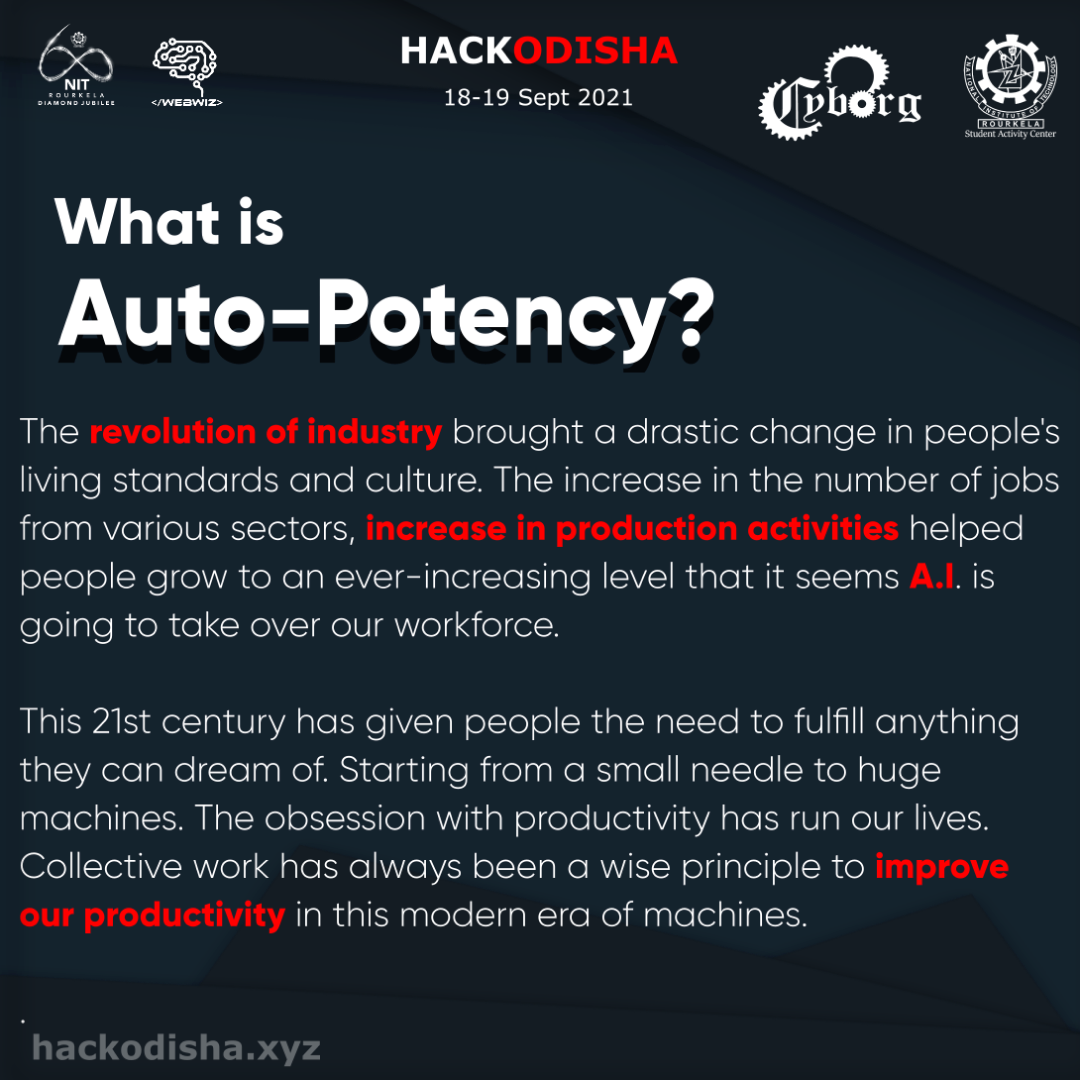 NIT
ROURKELA
DIAMOND JUBILEE
</WEBWIZ>
HACKODISHA
18-19 Sept 2021
Cyborg
NATIONAL INSTITUTE OF TECHNOLOGY
ROURKELA
Student Activity Center
What is
Auto-Potency?
The revolution of industry brought a drastic change in people's
living standards and culture. The increase in the number of jobs
from various sectors, increase in production activities helped
people grow to an ever-increasing level that it seems A.I. is
going to take over our workforce.
This 21st century has given people the need to fulfill anything
they can dream of. Starting from a small needle to huge
machines. The obsession with productivity has run our lives.
Collective work has always been a wise principle to improve
our productivity in this modern era of machines.
.
hackodisha.xyz